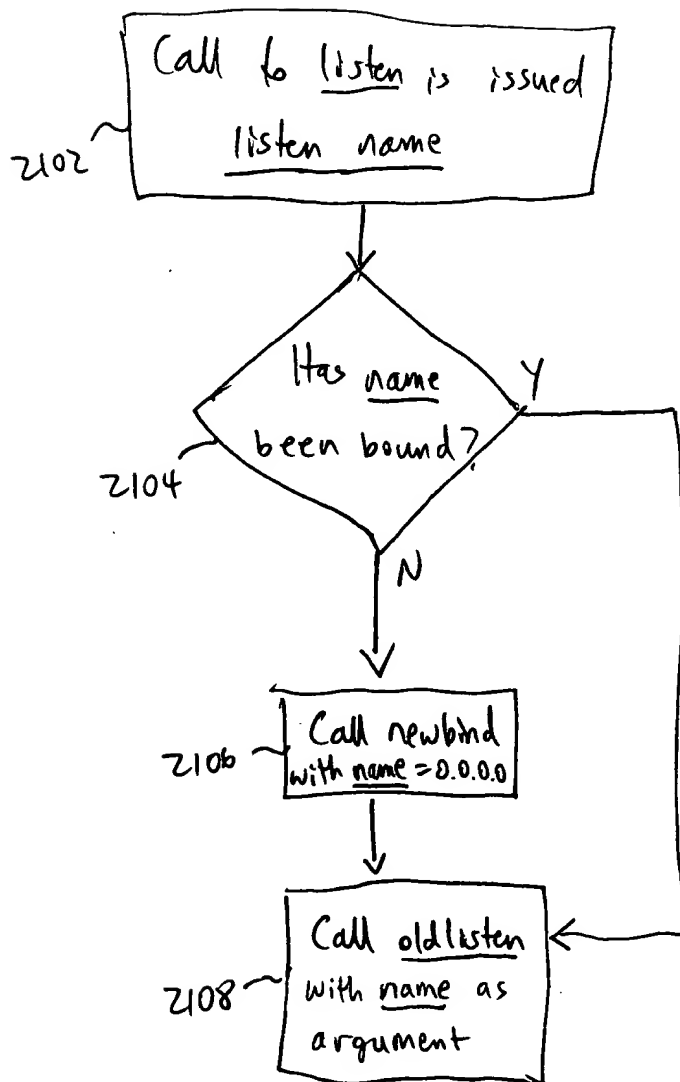 Call to listen is issued
listen name
2102
Has name
been bound?
Y
2104
N
Call newbind
with name = 0.0.0.0
2106
Call oldlisten
with name as
argument
2108